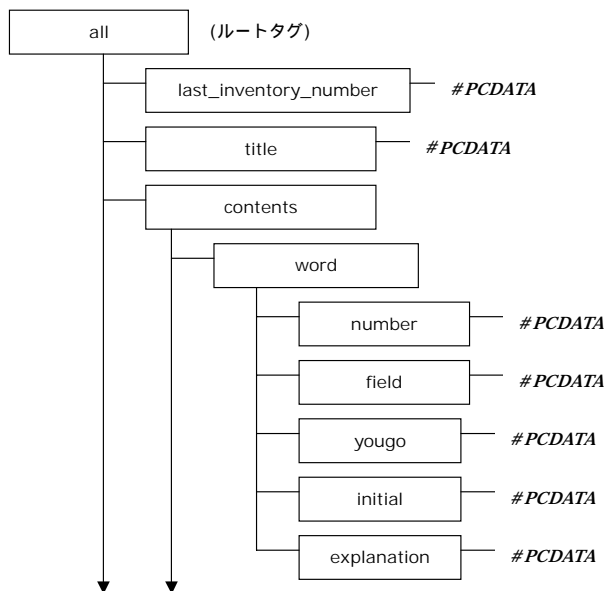 all (ルートタグ)
last_inventory_number #PCDATA
title #PCDATA
contents
word
number #PCDATA
field #PCDATA
yougo #PCDATA
initial #PCDATA
explanation #PCDATA